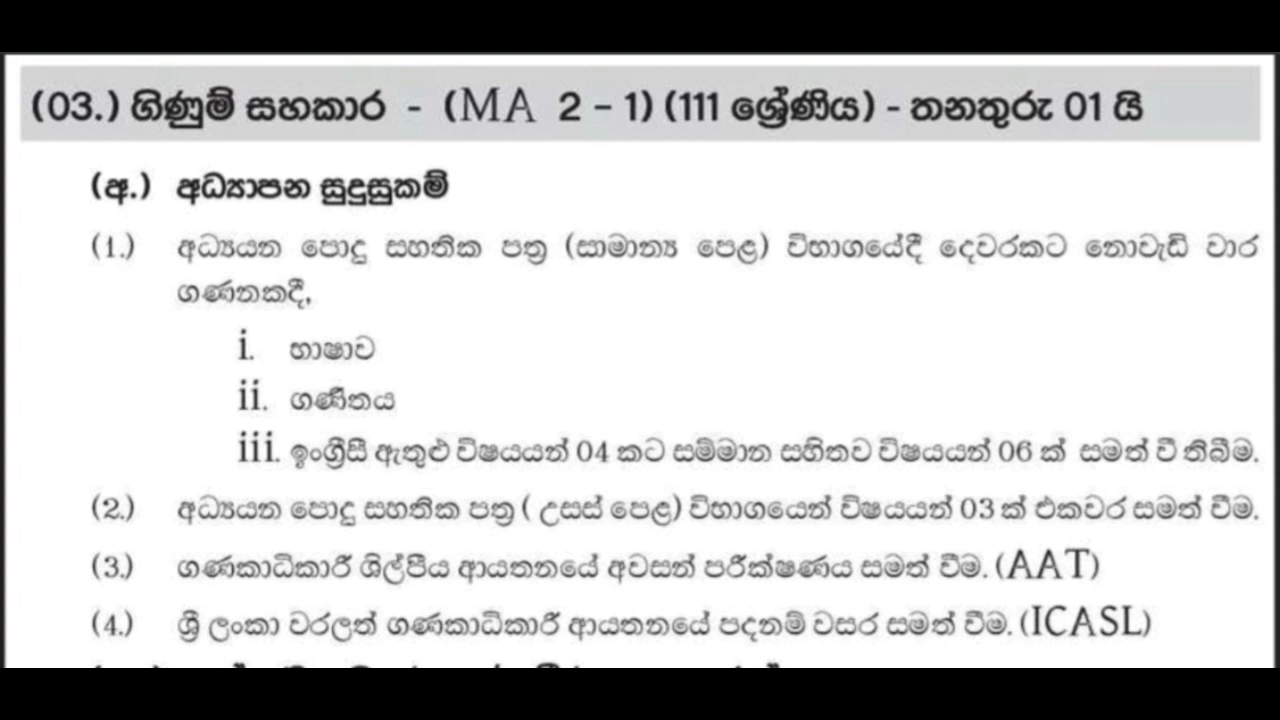 (03.) ගිණුම් සහකාර - (MA 2 – 1) (111 ශ්‍රේණිය) - තනතුරු 01 යි
(අ.) අධ්‍යාපන සුදුසුකම්
(1.) අධ්‍යයන පොදු සහතික පත්‍ර (සාමාන්‍ය පෙළ) විභාගයේදී දෙවරකට නොවැඩි වාර
ගණනකදී,
i. භාෂාව
ii. ගණිතය
iii. ඉංග්‍රීසී ඇතුළු විෂයයන් 04 කට සම්මාන සහිතව විෂයයන් 06 ක් සමත් වී තිබීම.
(2.) අධ්‍යයන පොදු සහතික පත්‍ර ( උසස් පෙළ) විභාගයෙන් විෂයයන් 03 ක් එකවර සමත් වීම.
(3.) ගණකාධිකාරී ශිල්පීය ආයතනයේ අවසන් පරීක්ෂණය සමත් වීම. (AAT)
(4.) ශ්‍රී ලංකා වරලත් ගණකාධිකාරී ආයතනයේ පදනම් වසර සමත් වීම. (ICASL)